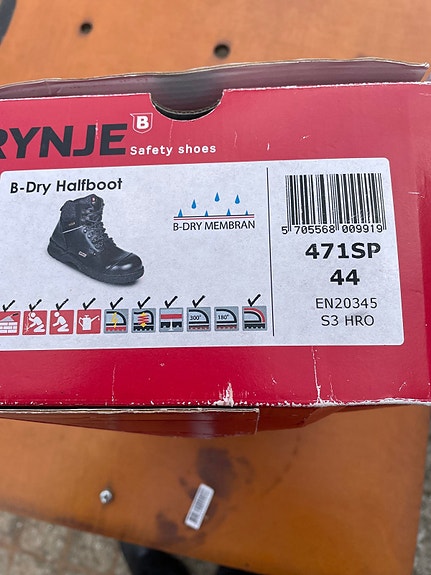 RYNJE B
Safety shoes
B-Dry Halfboot
B-DRY MEMBRAN
5 705568 009919
471SP
44
EN20345
S3 HRO
300° 180°